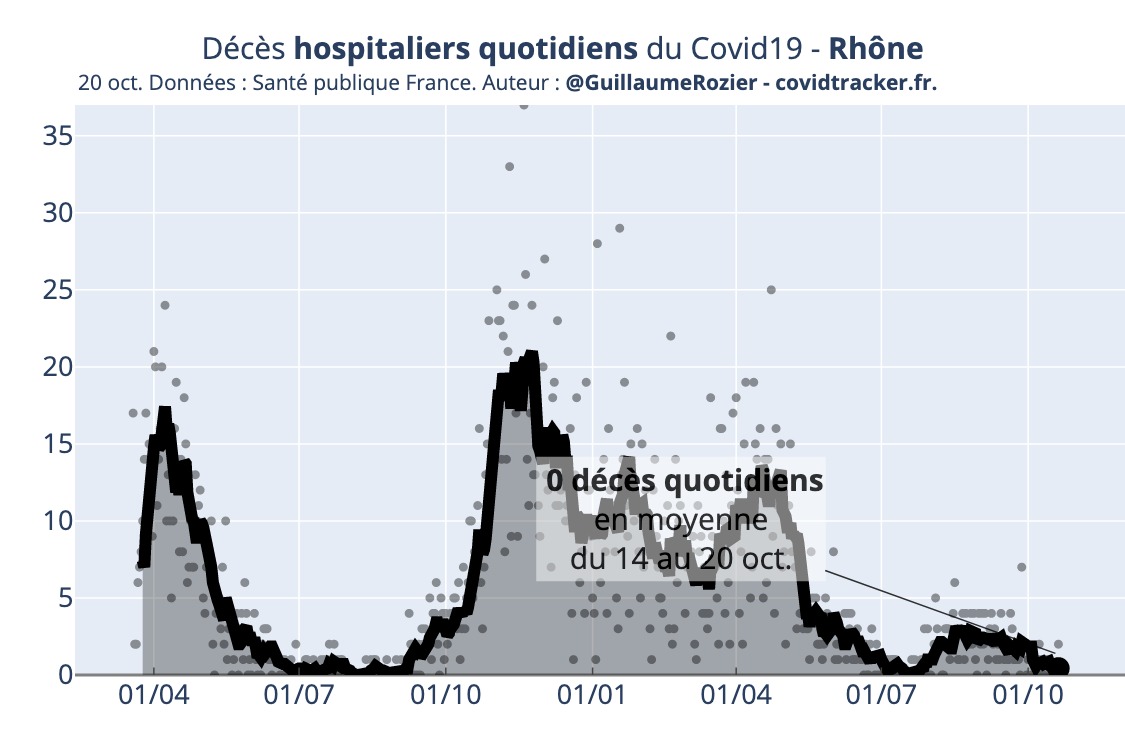 Décès hospitaliers quotidiens du Covid19 - Rhône
20 oct. Données : Santé publique France. Auteur : @GuillaumeRozier - covidtracker.fr.
35
30
25
20
15
10
5
0
0 décès quotidiens
en moyenne
du 14 au 20 oct.
01/04 01/07 01/10 01/01 01/04 01/07 01/10